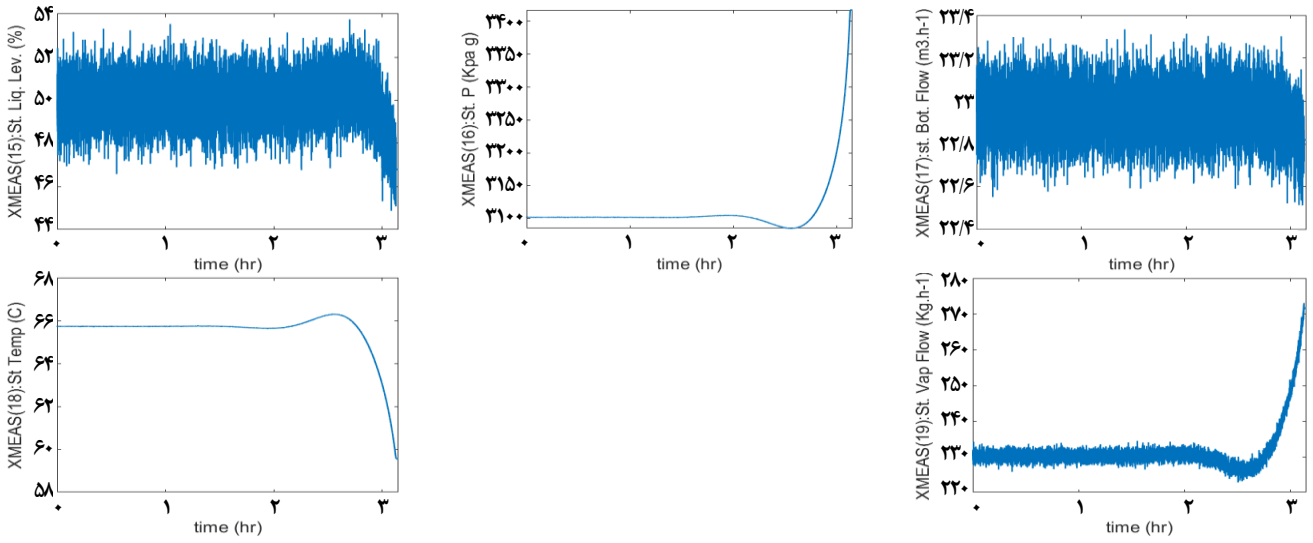 XMEAS(15):St. Liq. Lev. (%)
۵۴
۵۲
۵۰
۴۸
۴۶
۴۴
۰ ۱ ۲ ۳
time (hr)
XMEAS(16):St. P (Kpa g)
۳۴۰۰
۳۳۵۰
۳۳۰۰
۳۲۵۰
۳۲۰۰
۳۱۵۰
۳۱۰۰
۰ ۱ ۲ ۳
time (hr)
XMEAS(17):st. Bot. Flow (m3.h-1)
۲۳/۴
۲۳/۲
۲۳
۲۲/۸
۲۲/۶
۲۲/۴
۰ ۱ ۲ ۳
time (hr)
XMEAS(18):St Temp (C)
۶۸
۶۶
۶۴
۶۲
۶۰
۵۸
۰ ۱ ۲ ۳
time (hr)
XMEAS(19):St. Vap Flow (Kg.h-1)
۲۸۰
۲۷۰
۲۶۰
۲۵۰
۲۴۰
۲۳۰
۲۲۰
۰ ۱ ۲ ۳
time (hr)